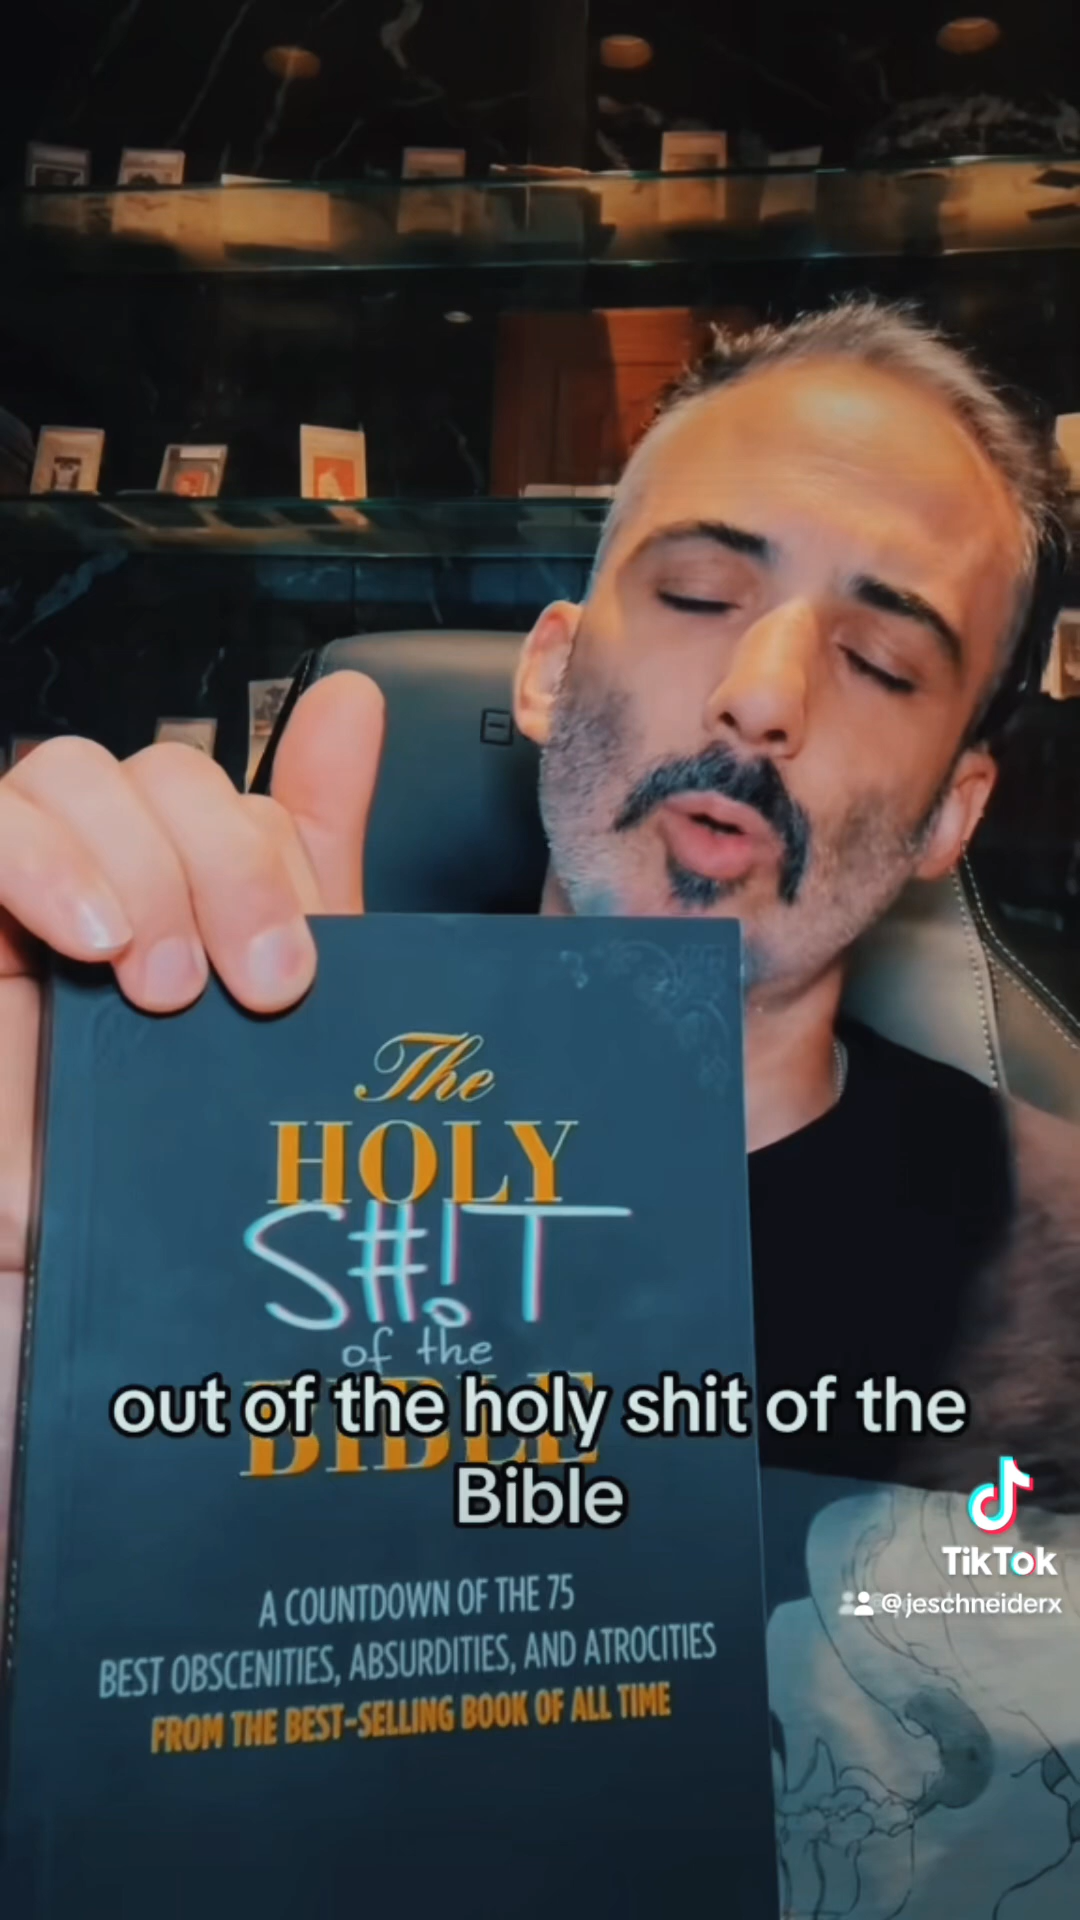 The
HOLY
S#!T
of the
BIBLE
out of the holy shit of the
Bible
A COUNTDOWN OF THE 75
BEST OBSCENITIES, ABSURDITIES, AND ATROCITIES
FROM THE BEST-SELLING BOOK OF ALL TIME
TikTok
@jeschneiderx